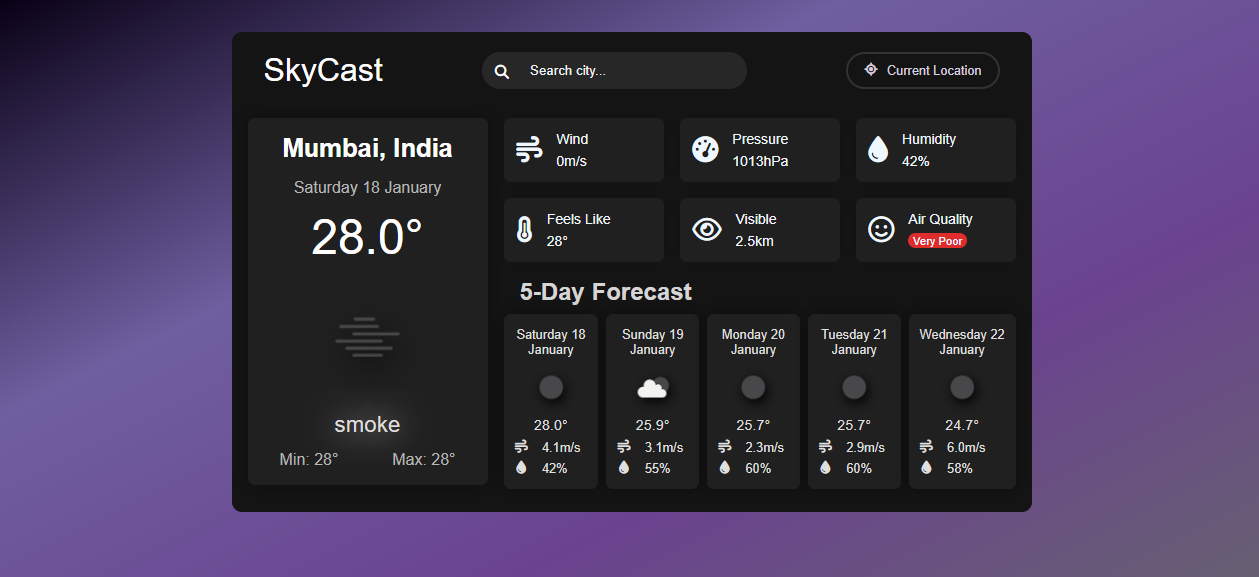 SkyCast
Search city...
Current Location
Mumbai, India
Saturday 18 January
28.0°
smoke
Min: 28°
Max: 28°
Wind
0m/s
Pressure
1013hPa
Humidity
42%
Feels Like
28°
Visible
2.5km
Air Quality
Very Poor
5-Day Forecast
Saturday 18
January
28.0°
4.1m/s
42%
Sunday 19
January
25.9°
3.1m/s
55%
Monday 20
January
25.7°
2.3m/s
60%
Tuesday 21
January
25.7°
2.9m/s
60%
Wednesday 22
January
24.7°
6.0m/s
58%